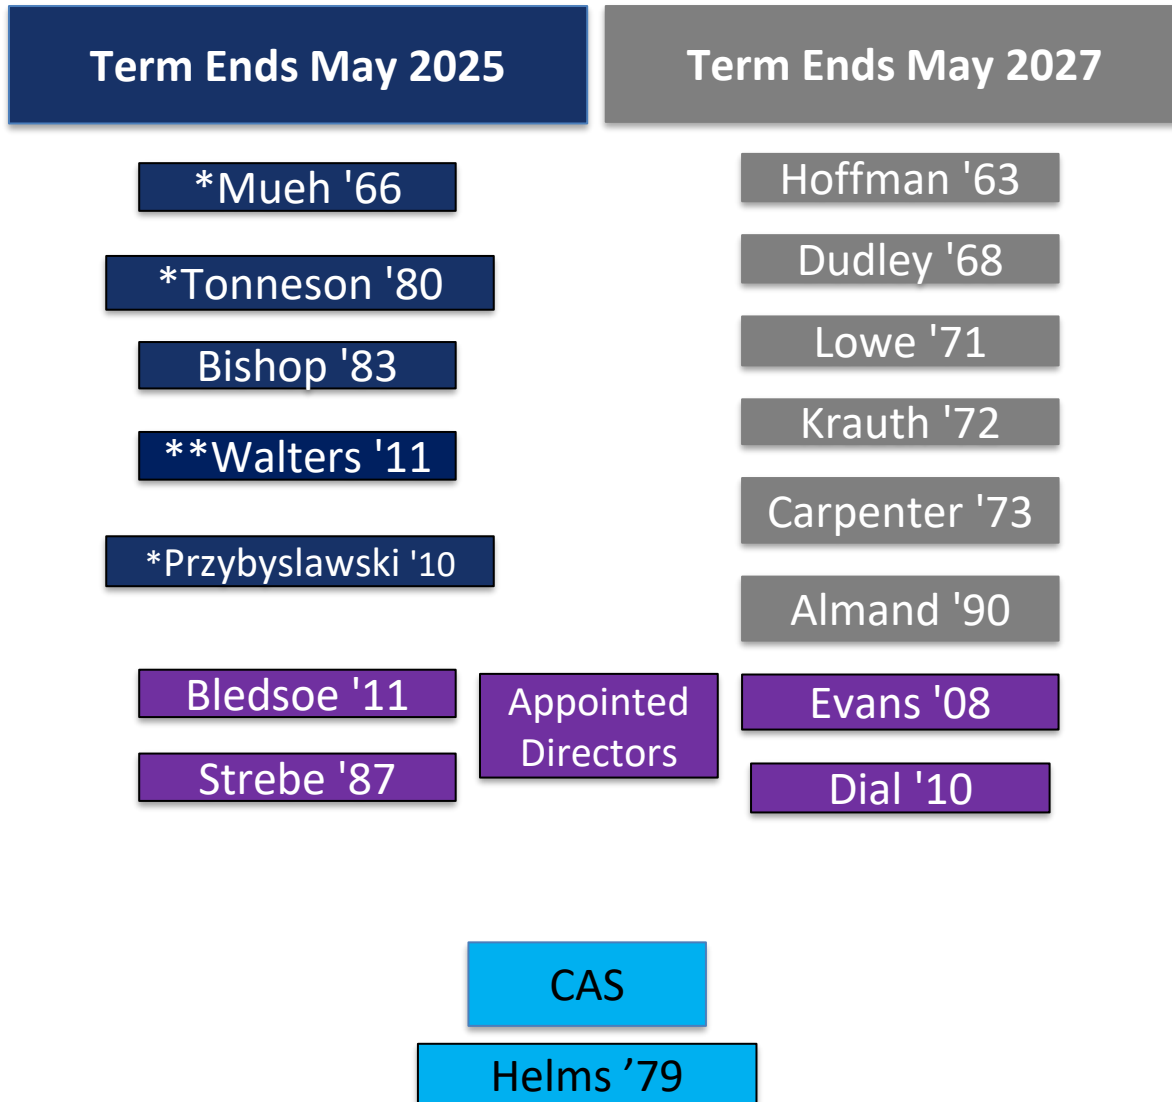 Term Ends May 2025
Term Ends May 2027
*Mueh '66
*Tonneson '80
Bishop '83
**Walters '11
*Przybyslawski '10
Hoffman '63
Dudley '68
Lowe '71
Krauth '72
Carpenter '73
Almand '90
Bledsoe '11
Strebe '87
Appointed
Directors
Evans '08
Dial '10
CAS
Helms ’79